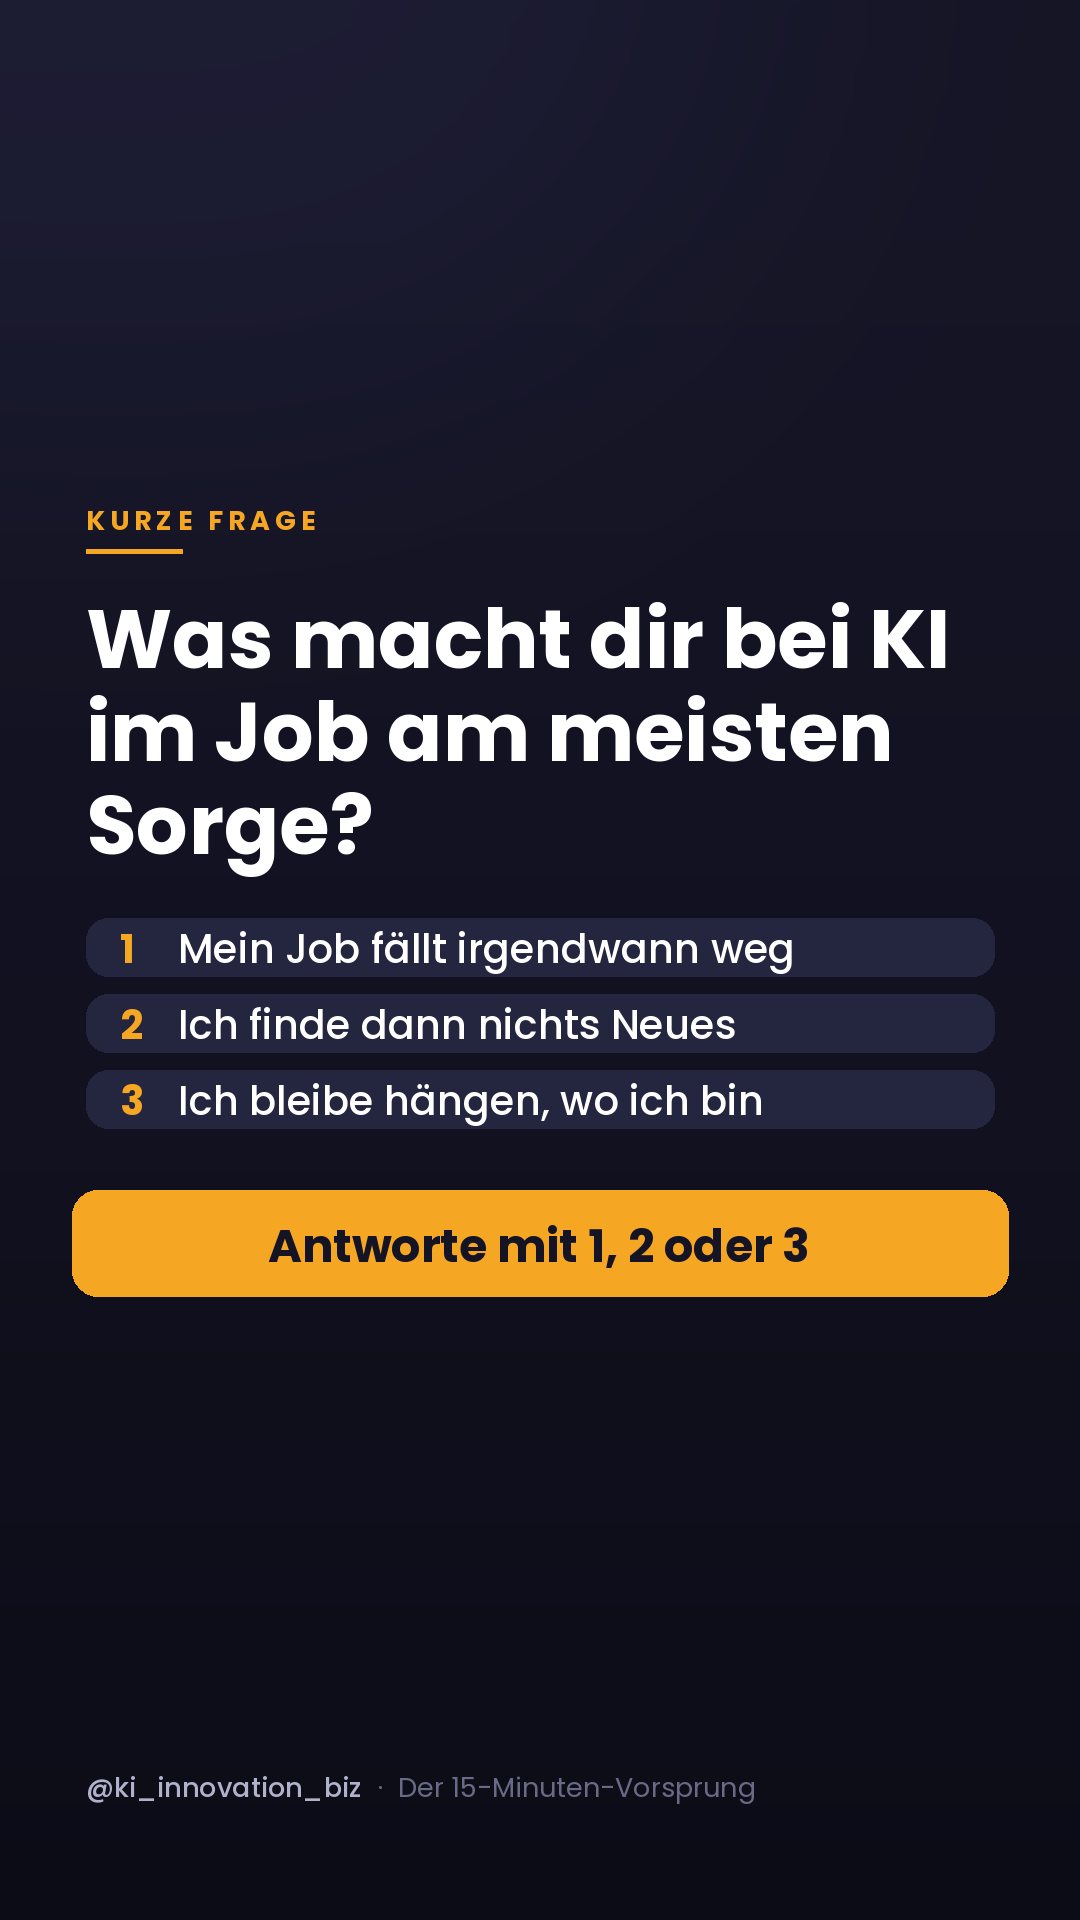 KURZE FRAGE
Was macht dir bei KI
im Job am meisten
Sorge?
1 Mein Job fällt irgendwann weg
2 Ich finde dann nichts Neues
3 Ich bleibe hängen, wo ich bin
Antworte mit 1, 2 oder 3
@ki_innovation_biz · Der 15-Minuten-Vorsprung